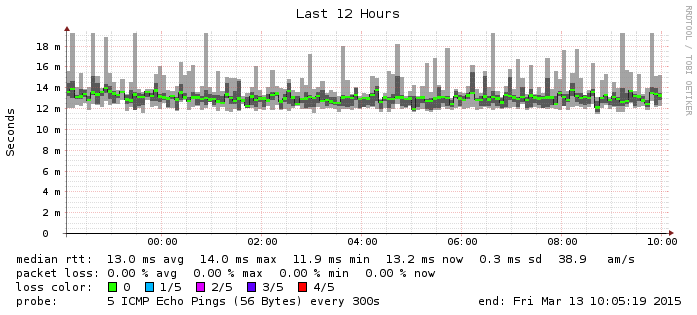 Last 12 Hours
RRDTOOL / TOBI OETIKER
Seconds
18 m
16 m
14 m
12 m
10 m
8 m
6 m
4 m
2 m
0
00:00 02:00 04:00 06:00 08:00 10:00
median rtt: 13.0 ms avg 14.0 ms max 11.9 ms min 13.2 ms now 0.3 ms sd 38.9 am/s
packet loss: 0.00 % avg 0.00 % max 0.00 % min 0.00 % now
loss color: 0 1/5 2/5 3/5 4/5
probe: 5 ICMP Echo Pings (56 Bytes) every 300s end: Fri Mar 13 10:05:19 2015